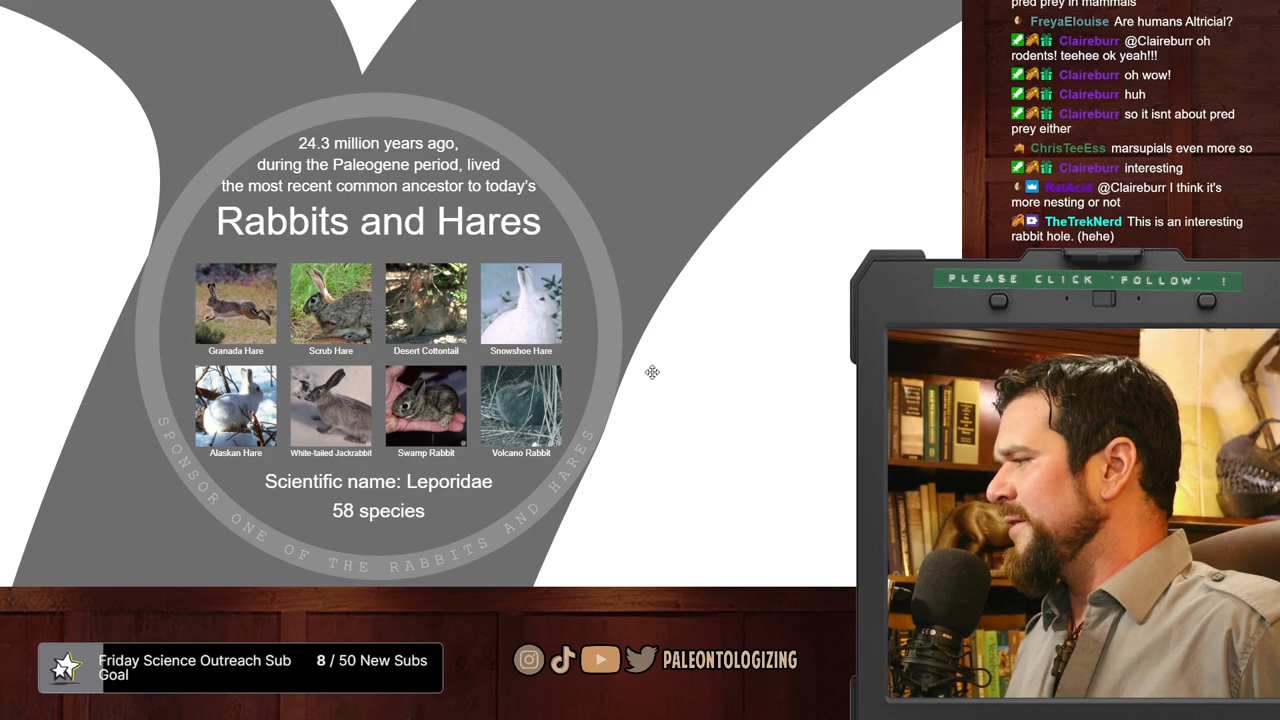 24.3 million years ago,
during the Paleogene period, lived
the most recent common ancestor to today's
Rabbits and Hares
Granada Hare
Scrub Hare
Desert Cottontail
Snowshoe Hare
Alaskan Hare
White-tailed Jackrabbit
Swamp Rabbit
Volcano Rabbit
Scientific name: Leporidae
58 species
SPONSOR ONE OF THE RABBITS AND HARES
pred prey in mammals
FreyaElouise Are humans Altricial?
Claireburr @Claireburr oh
rodents! teehee ok yeah!!!
Claireburr oh wow!
Claireburr huh
Claireburr so it isnt about pred
prey either
ChrisTeeEss marsupials even more so
Claireburr interesting
RatAcid @Claireburr I think it's
more nesting or not
TheTrekNerd This is an interesting
rabbit hole. (hehe)
PLEASE CLICK 'FOLLOW' !
Friday Science Outreach Sub
Goal
8 / 50 New Subs
PALEONTOLOGIZING